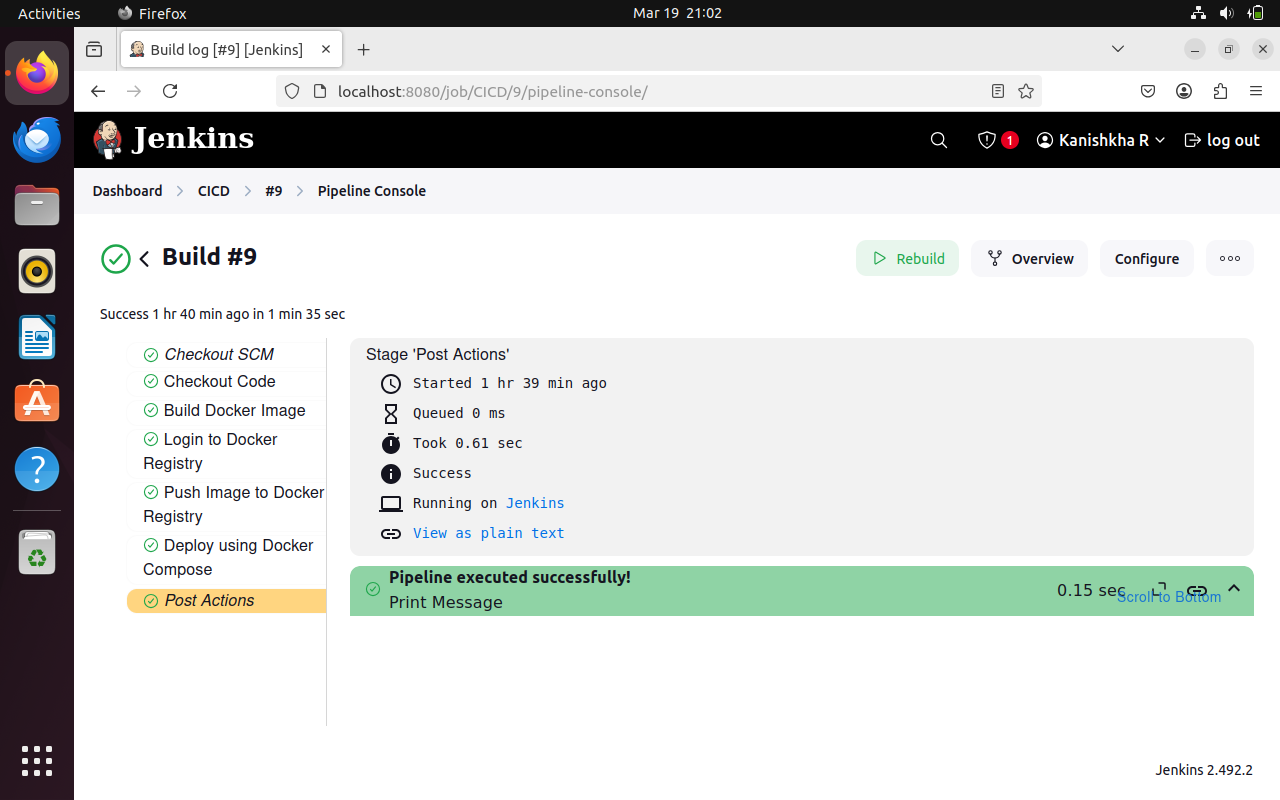 Activities
Firefox
Mar 19 21:02
Build log [#9] [Jenkins]
localhost:8080/job/CICD/9/pipeline-console/
Jenkins
1
Kanishkha R
log out
Dashboard
CICD
#9
Pipeline Console
Build #9
Rebuild
Overview
Configure
Success 1 hr 40 min ago in 1 min 35 sec
Checkout SCM
Checkout Code
Build Docker Image
Login to Docker
Registry
Push Image to Docker
Registry
Deploy using Docker
Compose
Post Actions
Stage 'Post Actions'
Started 1 hr 39 min ago
Queued 0 ms
Took 0.61 sec
Success
Running on Jenkins
View as plain text
Pipeline executed successfully!
Print Message
0.15 sec
Scroll to Bottom
Jenkins 2.492.2